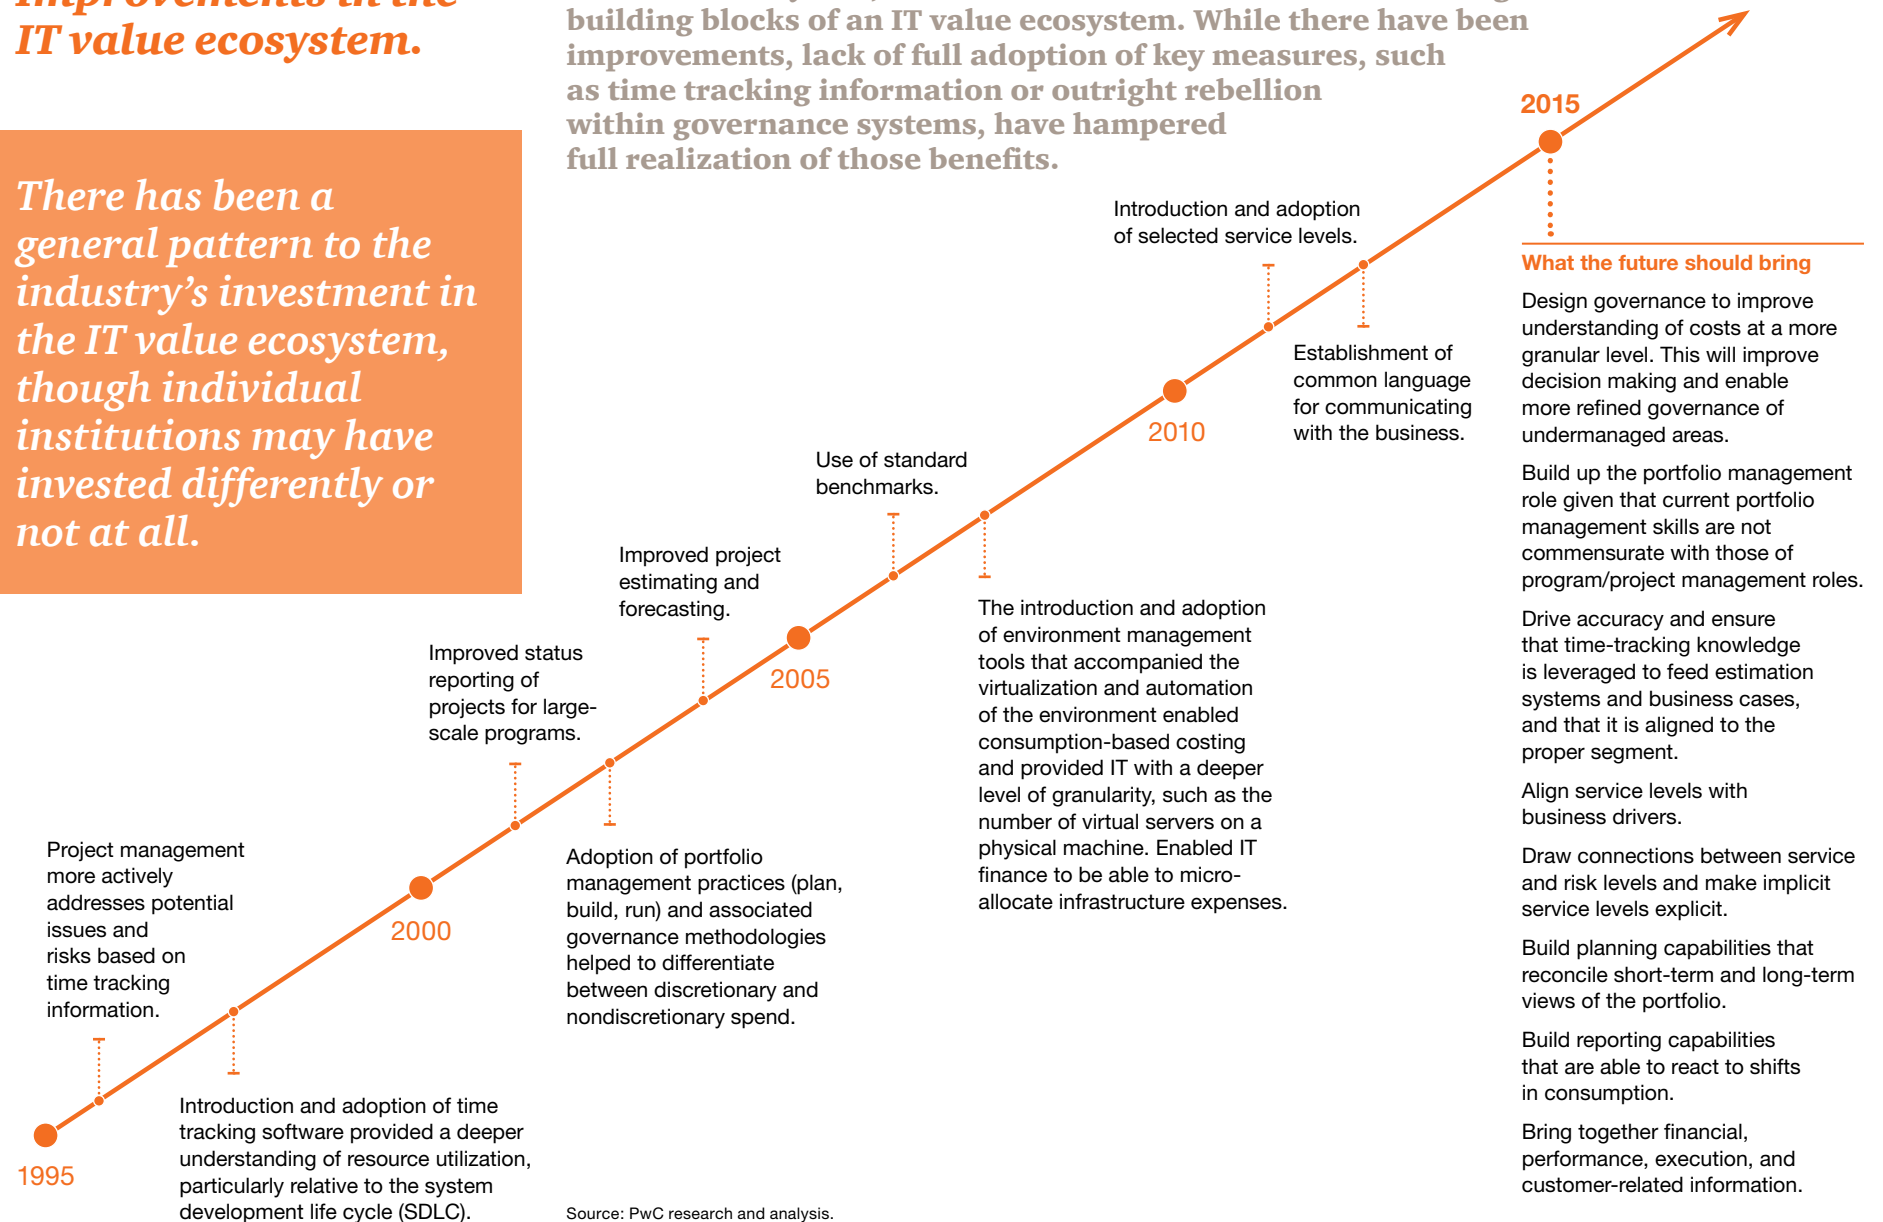 Improvements in the
IT value ecosystem.
building blocks of an IT value ecosystem. While there have been
improvements, lack of full adoption of key measures, such
as time tracking information or outright rebellion
within governance systems, have hampered
full realization of those benefits.
There has been a
general pattern to the
industry's investment in
the IT value ecosystem,
though individual
institutions may have
invested differently or
not at all.
Project management
more actively
addresses potential
issues and
risks based on
time tracking
information.
1995
Introduction and adoption of time
tracking software provided a deeper
understanding of resource utilization,
particularly relative to the system
development life cycle (SDLC).
2000
Improved status
reporting of
projects for large-
scale programs.
Adoption of portfolio
management practices (plan,
build, run) and associated
governance methodologies
helped to differentiate
between discretionary and
nondiscretionary spend.
Improved project
estimating and
forecasting.
2005
Use of standard
benchmarks.
The introduction and adoption
of environment management
tools that accompanied the
virtualization and automation
of the environment enabled
consumption-based costing
and provided IT with a deeper
level of granularity, such as the
number of virtual servers on a
physical machine. Enabled IT
finance to be able to micro-
allocate infrastructure expenses.
2010
Introduction and adoption
of selected service levels.
Establishment of
common language
for communicating
with the business.
2015
What the future should bring
Design governance to improve
understanding of costs at a more
granular level. This will improve
decision making and enable
more refined governance of
undermanaged areas.
Build up the portfolio management
role given that current portfolio
management skills are not
commensurate with those of
program/project management roles.
Drive accuracy and ensure
that time-tracking knowledge
is leveraged to feed estimation
systems and business cases,
and that it is aligned to the
proper segment.
Align service levels with
business drivers.
Draw connections between service
and risk levels and make implicit
service levels explicit.
Build planning capabilities that
reconcile short-term and long-term
views of the portfolio.
Build reporting capabilities
that are able to react to shifts
in consumption.
Bring together financial,
performance, execution, and
customer-related information.
Source: PwC research and analysis.